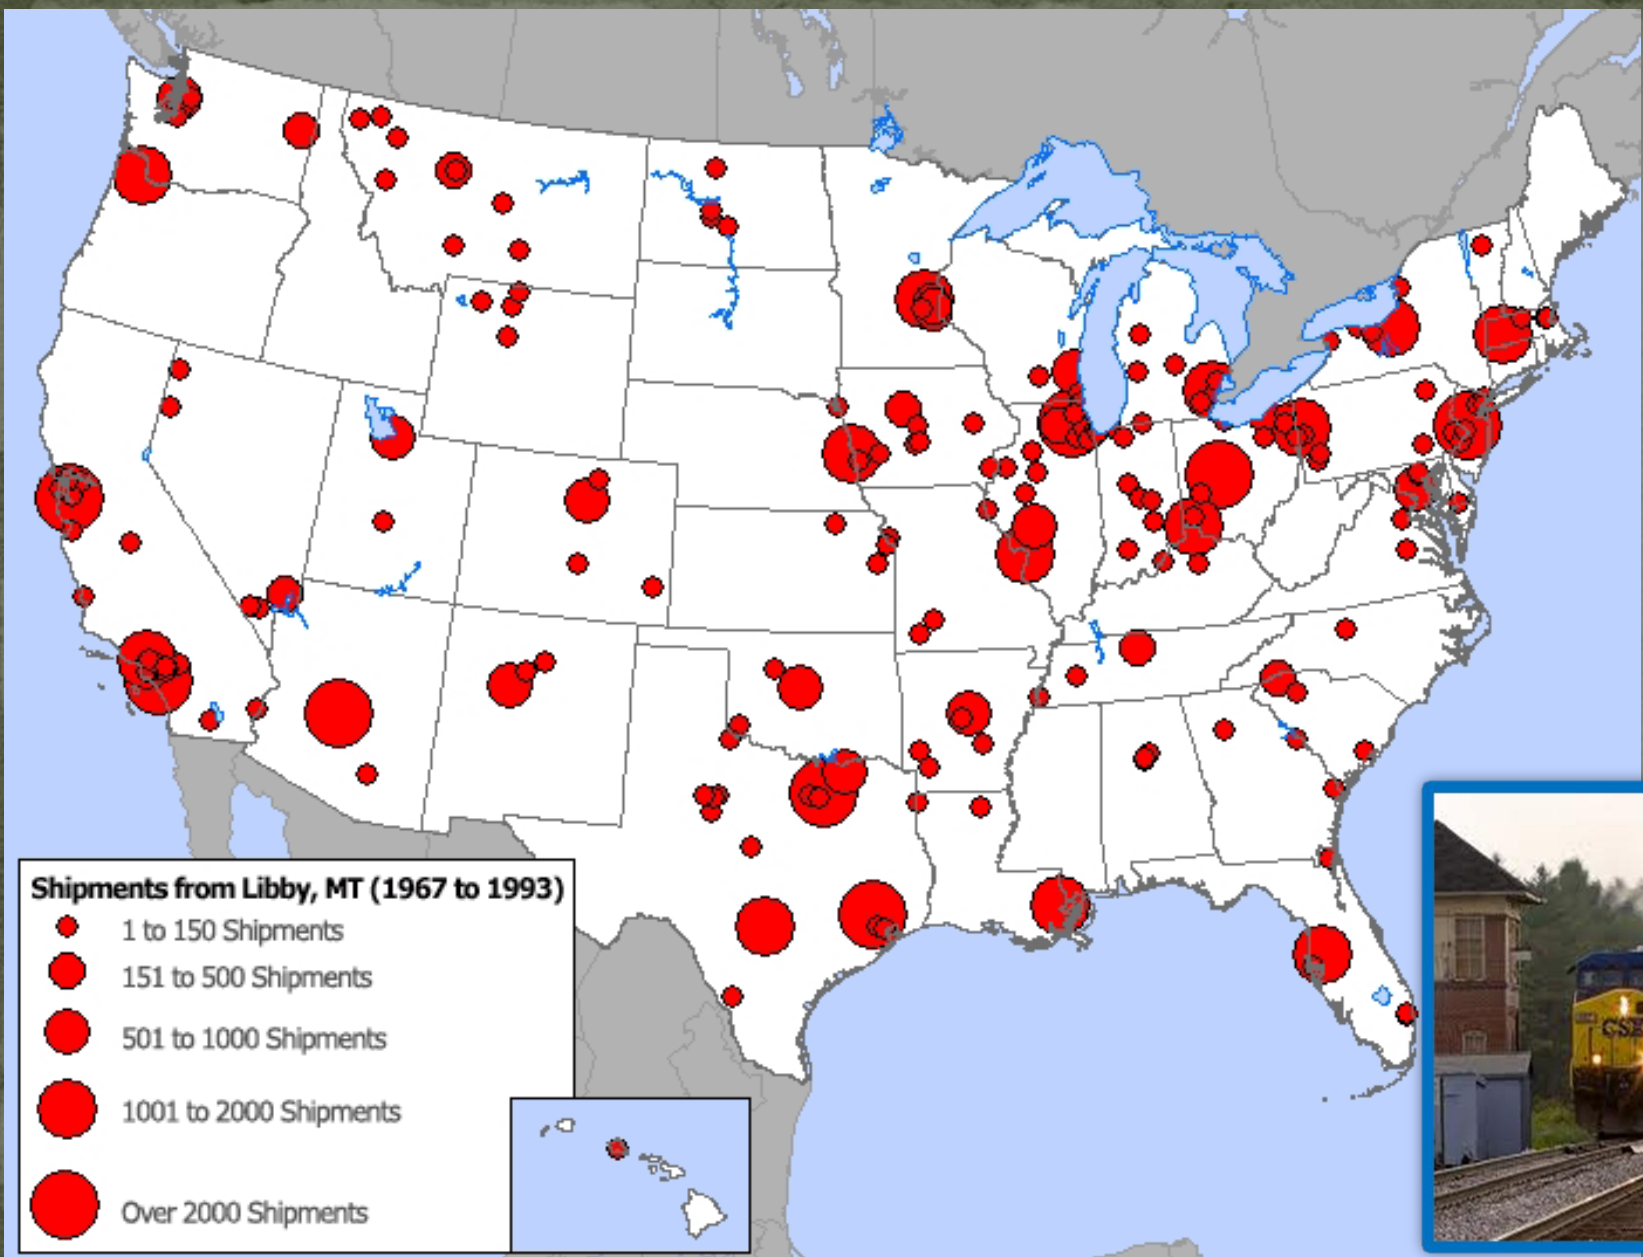 Shipments from Libby, MT (1967 to 1993)
1 to 150 Shipments
151 to 500 Shipments
501 to 1000 Shipments
1001 to 2000 Shipments
Over 2000 Shipments